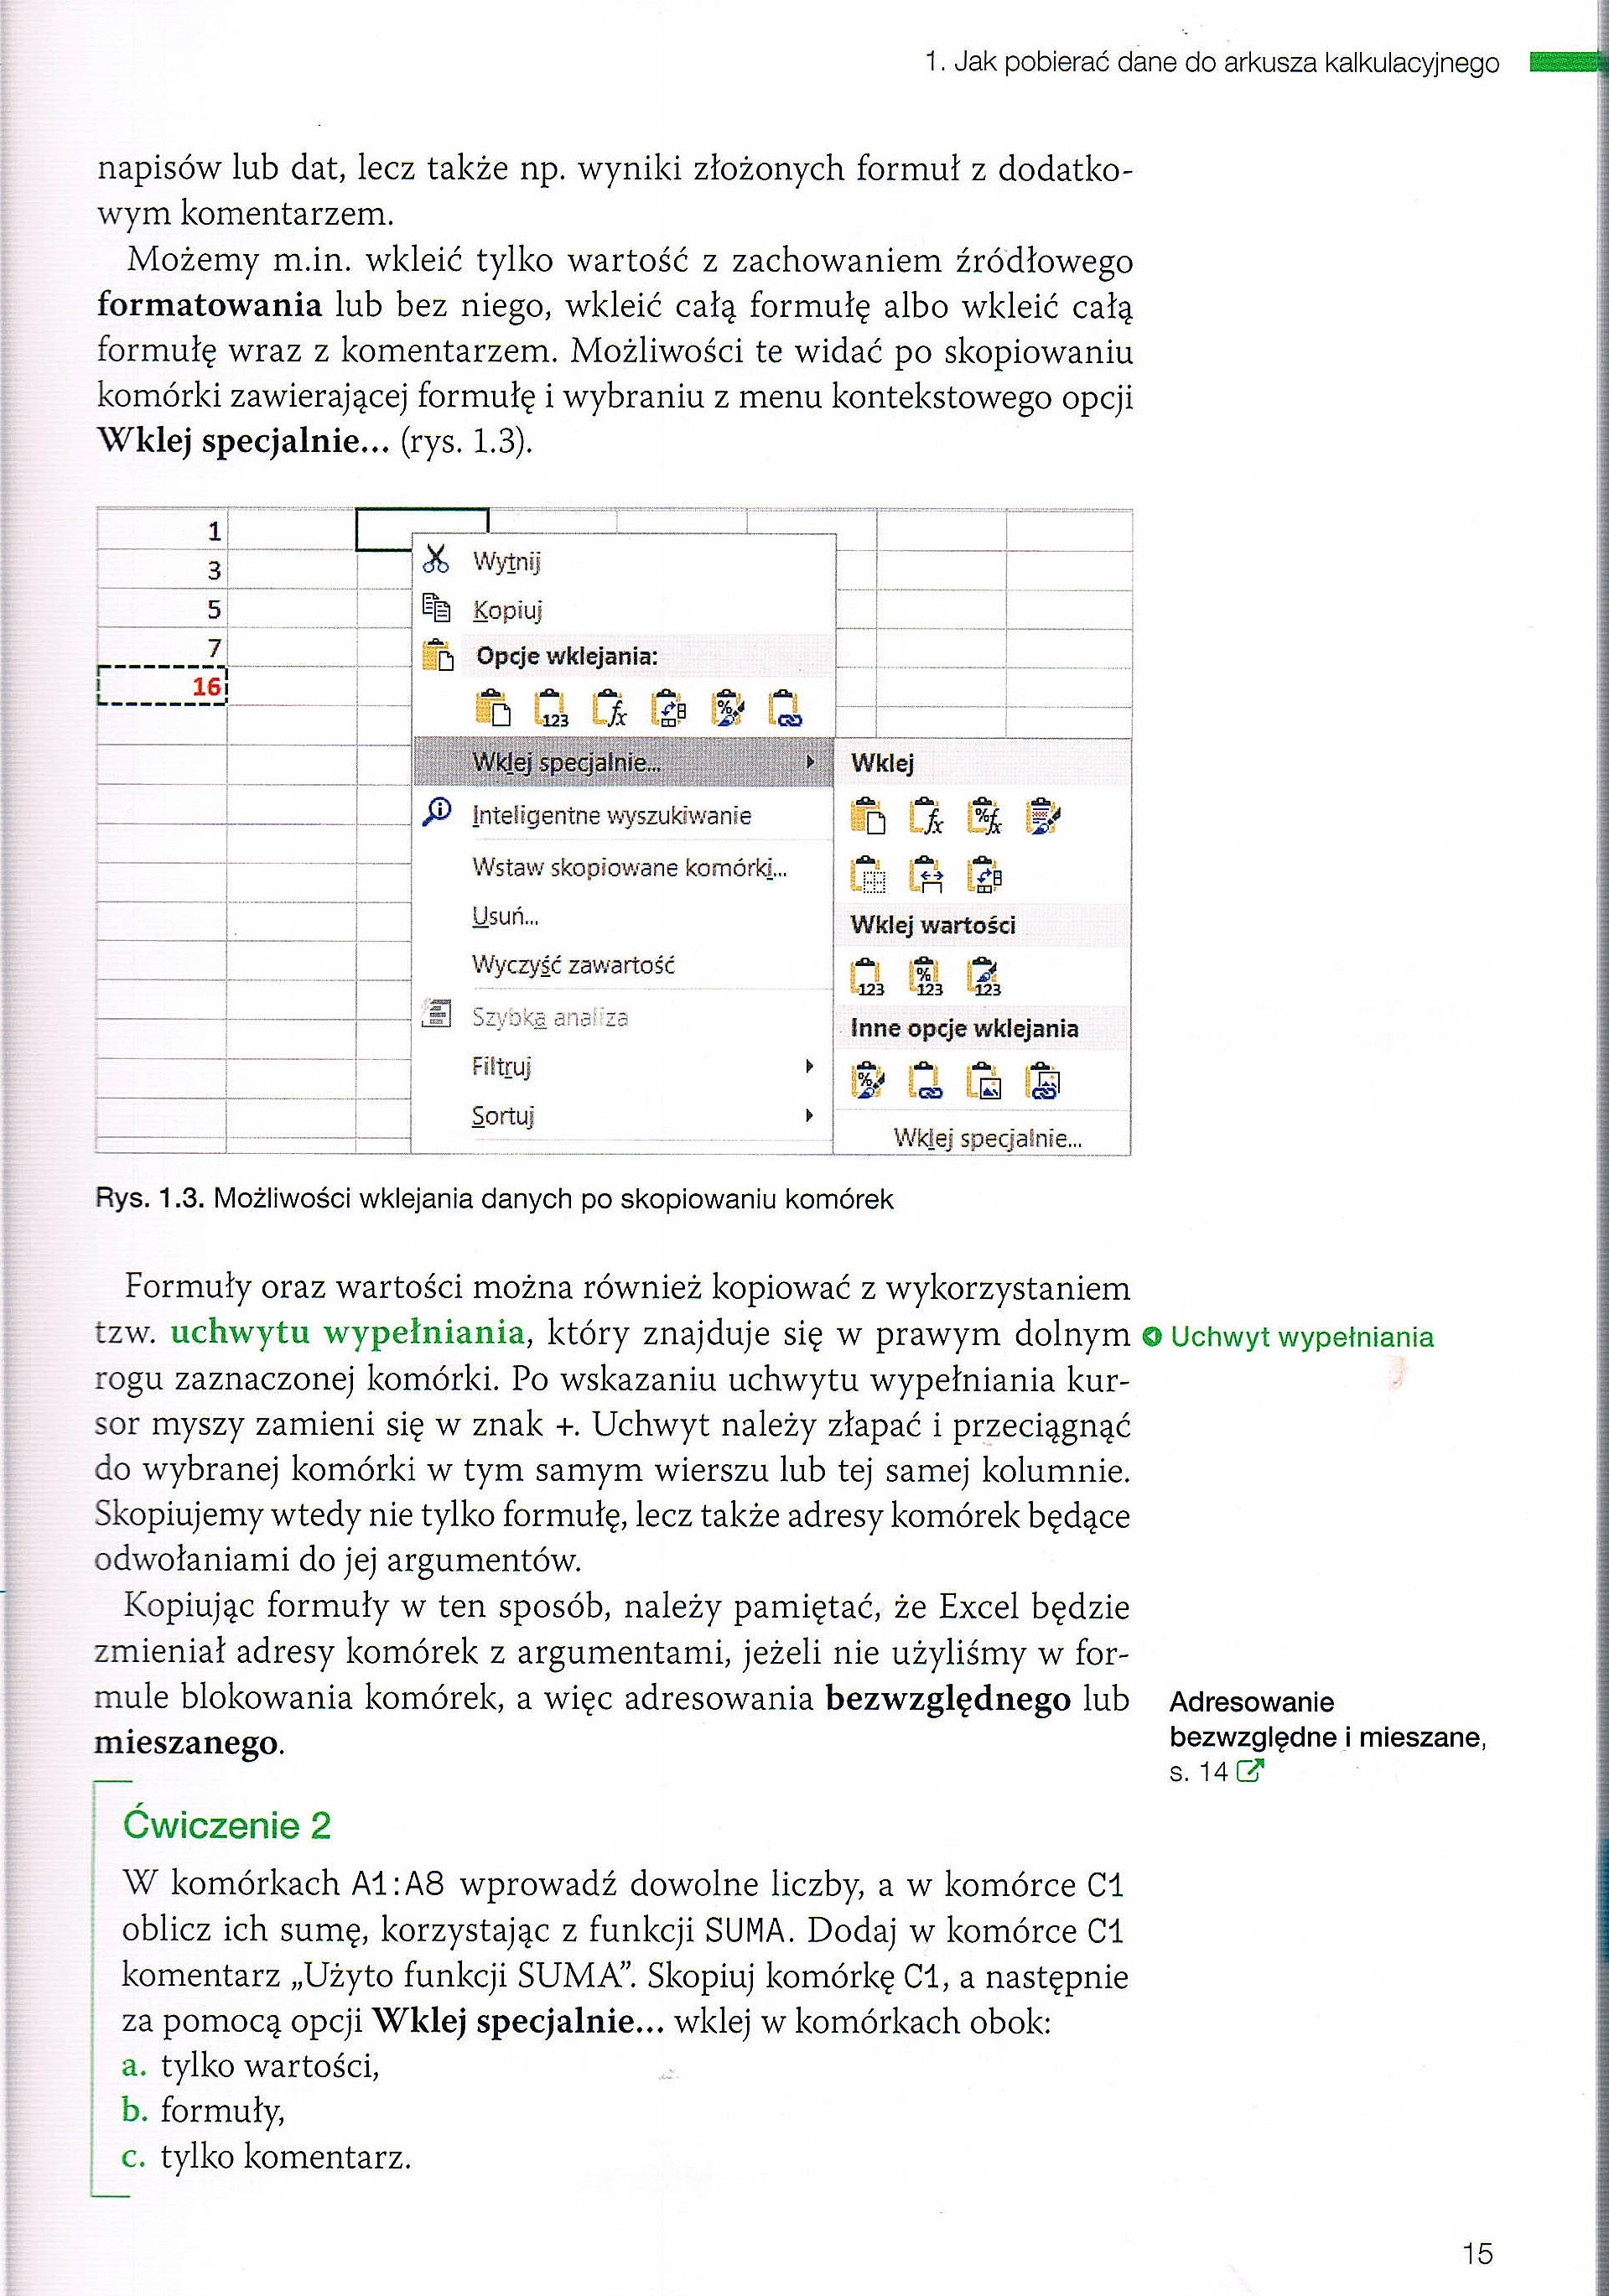 1. Jak pobierać dane do arkusza kalkulacyjnego
napisów lub dat, lecz także np. wyniki złożonych formuł z dodatko-
wym komentarzem.
Możemy m.in. wkleić tylko wartość z zachowaniem źródłowego
formatowania lub bez niego, wkleić całą formułę albo wkleić całą
formułę wraz z komentarzem. Możliwości te widać po skopiowaniu
komórki zawierającej formułę i wybraniu z menu kontekstowego opcji
Wklej specjalnie... (rys. 1.3).
1
3
5
7
16
Wytnij
Kopiuj
Opcje wklejania:
Wklej specjalnie...
Inteligentne wyszukiwanie
Wstaw skopiowane komórki...
Usuń...
Wyczyść zawartość
Szybka analiza
Filtruj
Sortuj
Wklej
Wklej wartości
Inne opcje wklejania
Wklej specjalnie...
Rys. 1.3. Możliwości wklejania danych po skopiowaniu komórek
Formuły oraz wartości można również kopiować z wykorzystaniem
tzw. uchwytu wypełniania, który znajduje się w prawym dolnym
Uchwyt wypełniania
rogu zaznaczonej komórki. Po wskazaniu uchwytu wypełniania kur-
sor myszy zamieni się w znak +. Uchwyt należy złapać i przeciągnąć
do wybranej komórki w tym samym wierszu lub tej samej kolumnie.
Skopiujemy wtedy nie tylko formułę, lecz także adresy komórek będące
odwołaniami do jej argumentów.
Kopiując formuły w ten sposób, należy pamiętać, że Excel będzie
zmieniał adresy komórek z argumentami, jeżeli nie użyliśmy w for-
mule blokowania komórek, a więc adresowania bezwzględnego lub
mieszanego.
Adresowanie
bezwzględne i mieszane,
s. 14
Ćwiczenie 2
W komórkach A1:A8 wprowadź dowolne liczby, a w komórce C1
oblicz ich sumę, korzystając z funkcji SUMA. Dodaj w komórce C1
komentarz „Użyto funkcji SUMA”. Skopiuj komórkę C1, a następnie
za pomocą opcji Wklej specjalnie... wklej w komórkach obok:
a. tylko wartości,
b. formuły,
c. tylko komentarz.
15